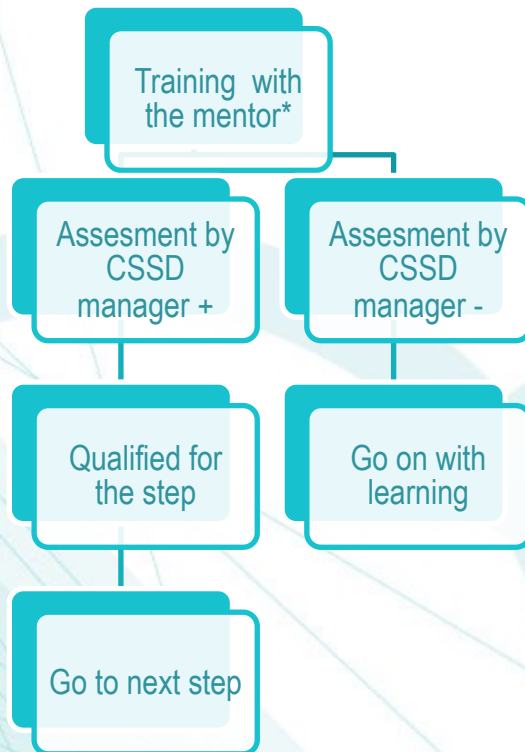 Training with
the mentor*
Assesment by
CSSD
manager +
Assesment by
CSSD
manager -
Qualified for
the step
Go on with
learning
Go to next step